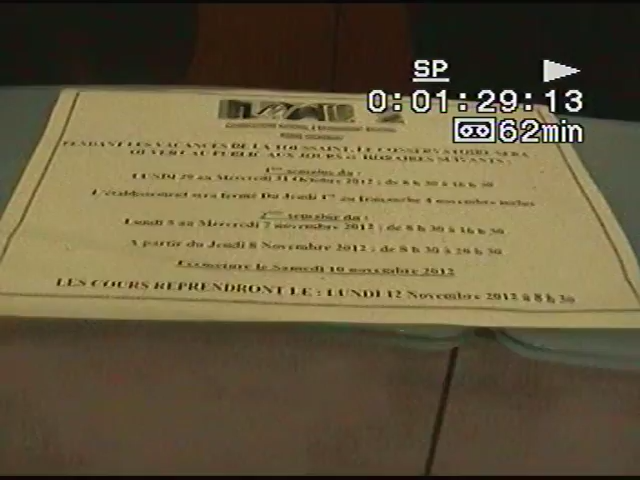 SP
0:01:29:13
62min
PENDANT LES VACANCES DE LA TOUSSAINT, LE CONSERVATOIRE SERA
OUVERT AU PUBLIC AUX JOURS & HORAIRES SUIVANTS :
1ère semaine du :
LUNDI 29 au Mercredi 31 Octobre 2012 ; de 8 h 30 à 16 h 30
L'établissement sera fermé Du Jeudi 1er au Dimanche 4 novembre inclus
2ème semaine du :
Lundi 5 au Mercredi 7 novembre 2012 ; de 8 h 30 à 16 h 30
A partir du Jeudi 8 Novembre 2012 ; de 8 h 30 à 20 h 30
Fermeture le Samedi 10 novembre 2012
LES COURS REPRENDRONT LE : LUNDI 12 Novembre 2012 à 8 h 30